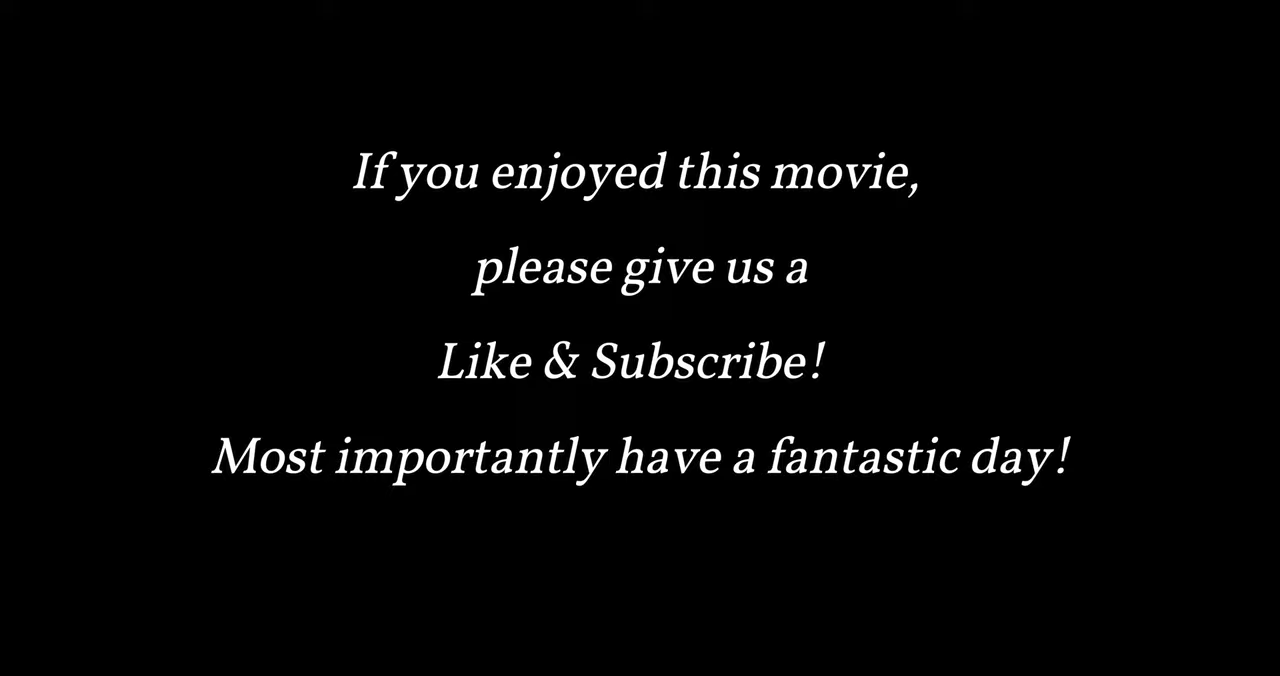 If you enjoyed this movie,
please give us a
Like & Subscribe!
Most importantly have a fantastic day!